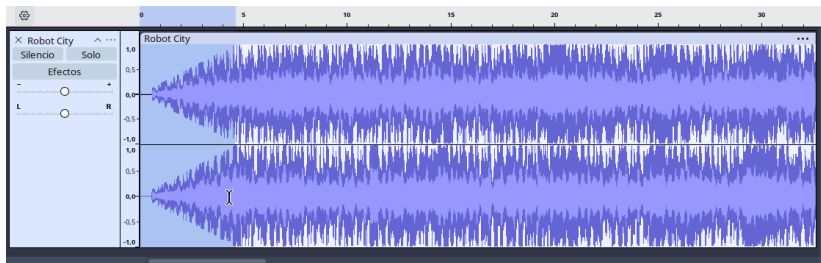 0 5 10 15 20 25 30
Robot City
Silencio Solo
Efectos
- +
L R
Robot City
1,0
0,5-
0,0-
-0,5-
-1,0
1,0
0,5-
0,0-
-0,5-
-1,0